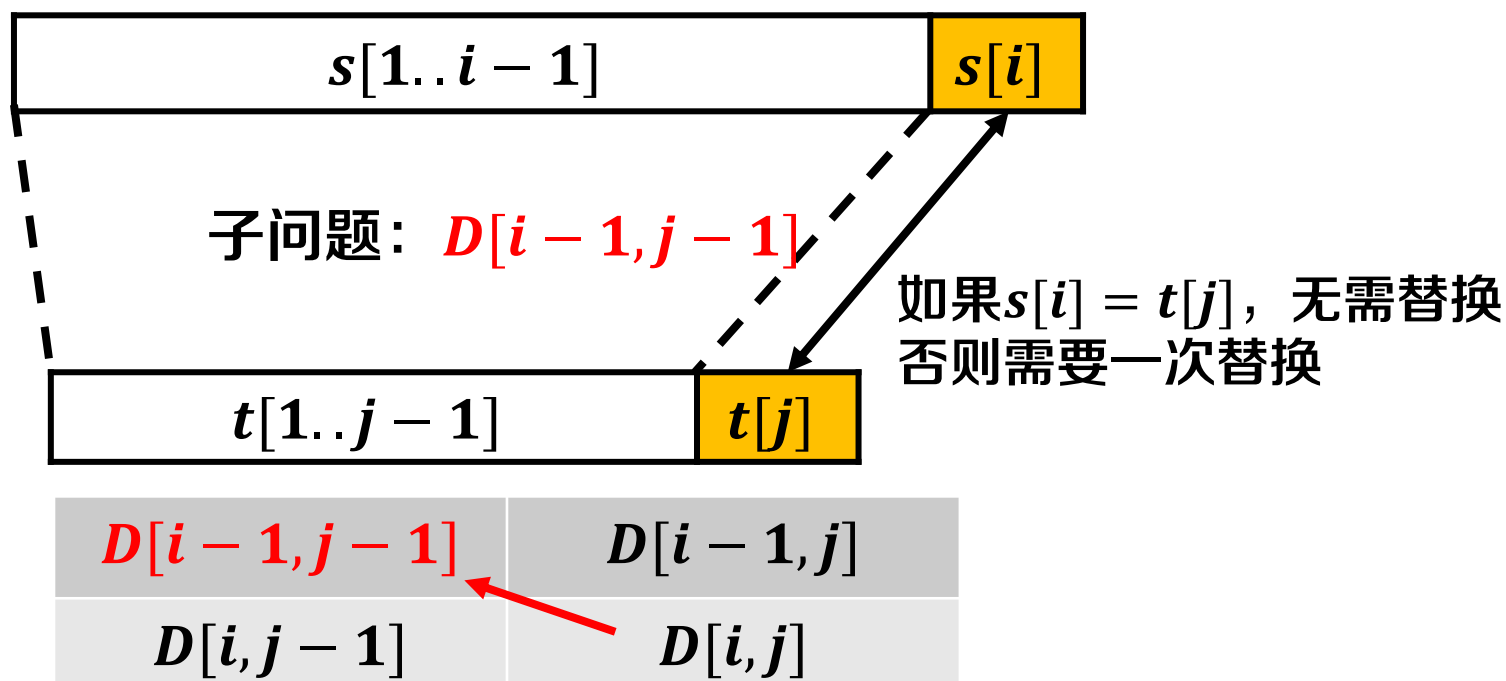 s[1..i − 1]
s[i]
子问题：D[i − 1, j − 1]
如果s[i] = t[j]，无需替换
否则需要一次替换
t[1..j − 1]
t[j]
D[i − 1, j − 1]
D[i − 1, j]
D[i, j − 1]
D[i, j]